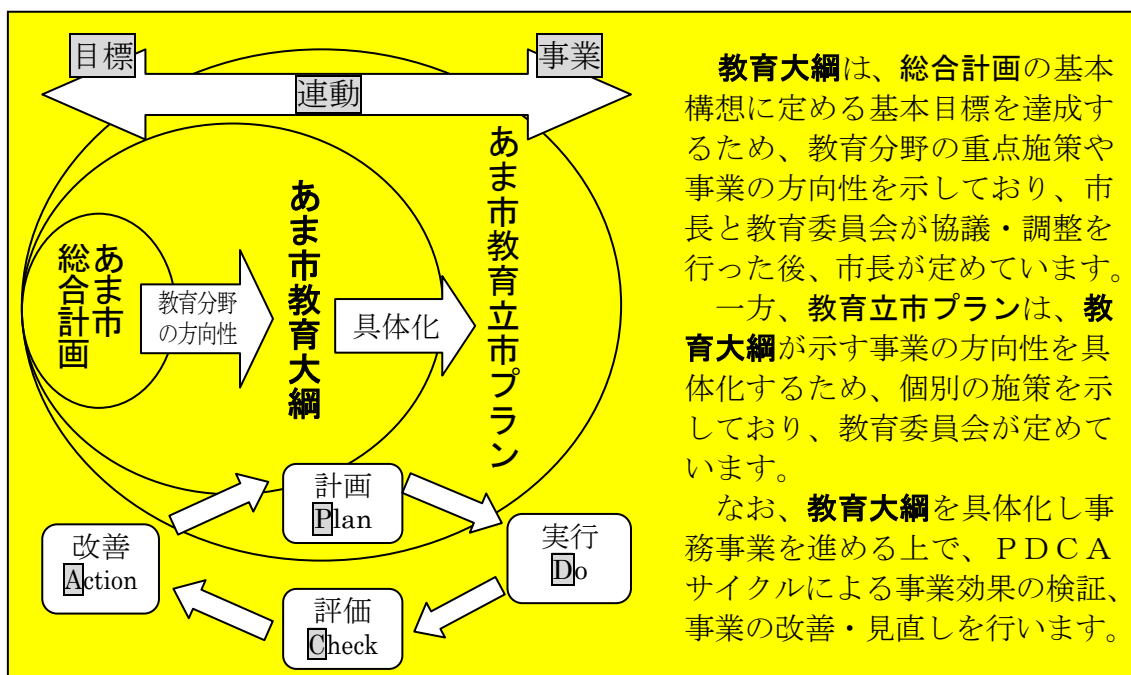 目標
事業
連動
あま市
総合計画
教育分野
の方向性
あま市教育大綱
具体化
あま市教育立市プラン
計画
Plan
実行
Do
評価
Check
改善
Action
教育大綱は、総合計画の基本
構想に定める基本目標を達成す
るため、教育分野の重点施策や
事業の方向性を示しており、市
長と教育委員会が協議・調整を
行った後、市長が定めています。
一方、教育立市プランは、教
育大綱が示す事業の方向性を具
体化するため、個別の施策を示
しており、教育委員会が定めて
います。
なお、教育大綱を具体化し事
務事業を進める上で、ＰＤＣＡ
サイクルによる事業効果の検証、
事業の改善・見直しを行います。